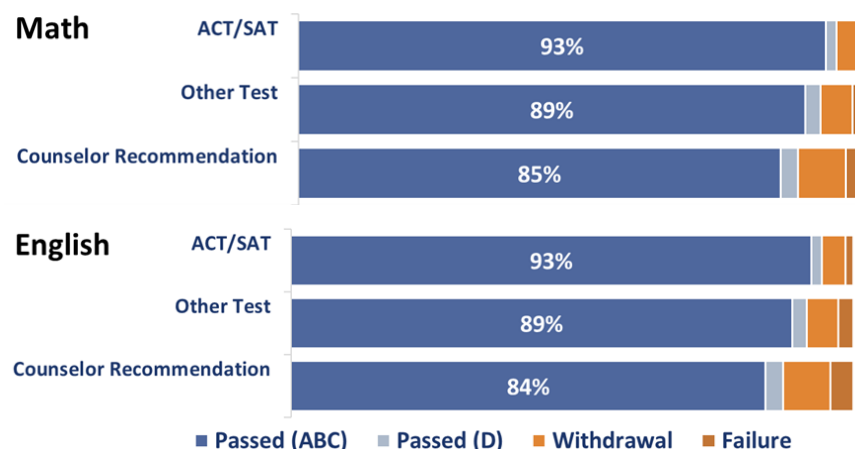 Math
ACT/SAT
93%
Other Test
89%
Counselor Recommendation
85%
English
ACT/SAT
93%
Other Test
89%
Counselor Recommendation
84%
Passed (ABC) Passed (D) Withdrawal Failure